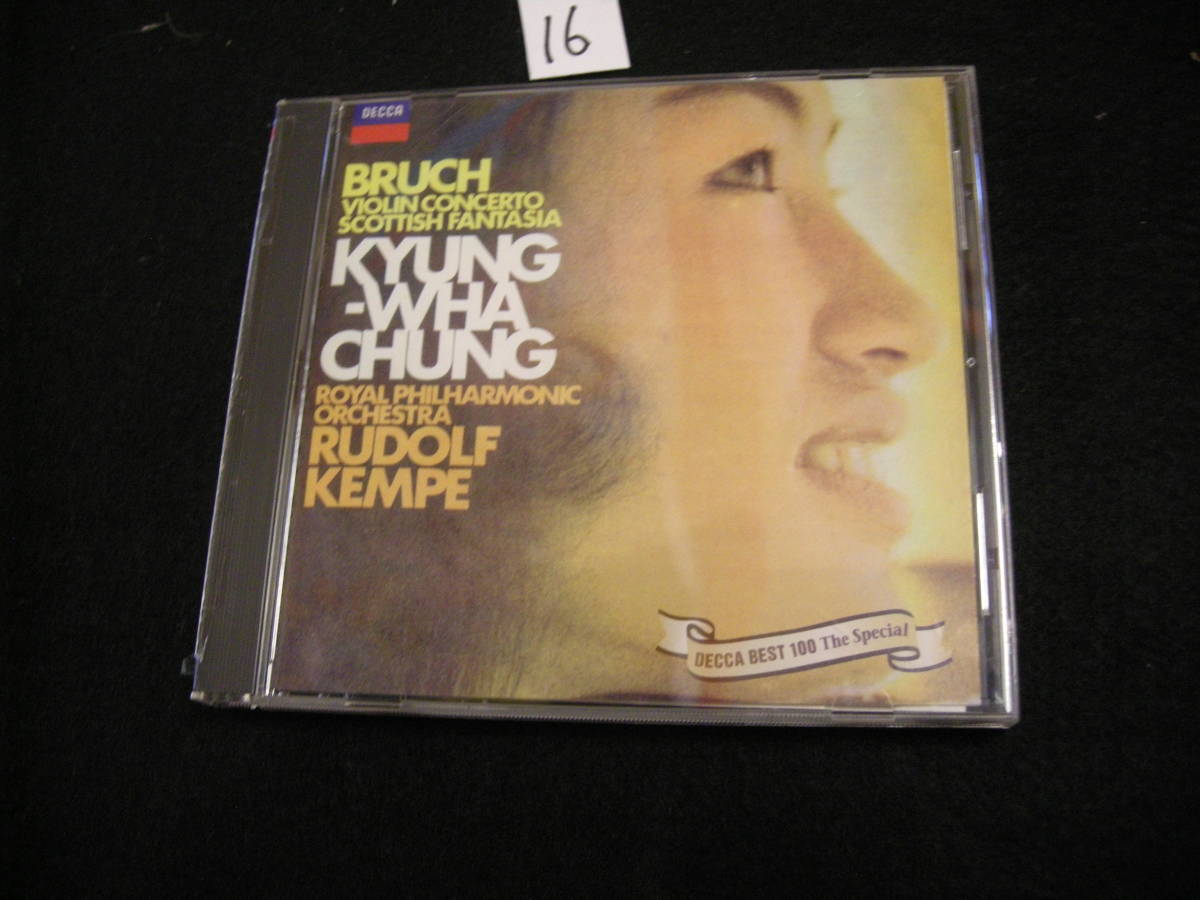 16
DECCA
BRUCH
VIOLIN CONCERTO
SCOTTISH FANTASIA
KYUNG
-WHA
CHUNG
ROYAL PHILHARMONIC
ORCHESTRA
RUDOLF
KEMPE
DECCA BEST 100 The Special